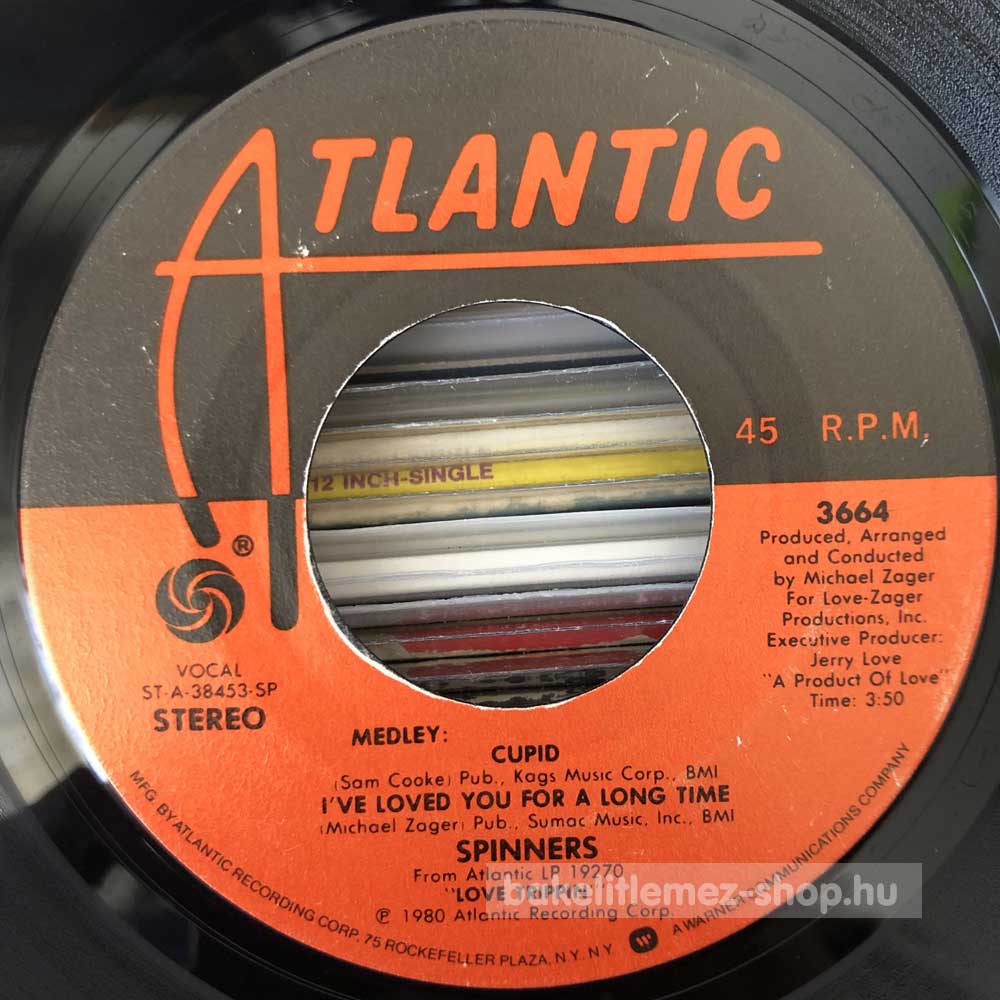 ATLANTIC
45 R.P.M.
12 INCH-SINGLE
3664
Produced, Arranged
and Conducted
by Michael Zager
For Love-Zager
Productions, Inc.
Executive Producer:
Jerry Love
"A Product Of Love"
Time: 3:50
®
VOCAL
ST-A-38453-SP
STEREO
MEDLEY:
CUPID
(Sam Cooke) Pub., Kags Music Corp., BMI
I'VE LOVED YOU FOR A LONG TIME
(Michael Zager) Pub., Sumac Music, Inc., BMI
SPINNERS
From Atlantic LP 19270
"LOVE TRIPPIN'"
℗ 1980 Atlantic Recording Corp.
MFG BY ATLANTIC RECORDING CORP. 75 ROCKEFELLER PLAZA, N.Y. N.Y. A WARNER COMMUNICATIONS COMPANY
bakelitlemez-shop.hu